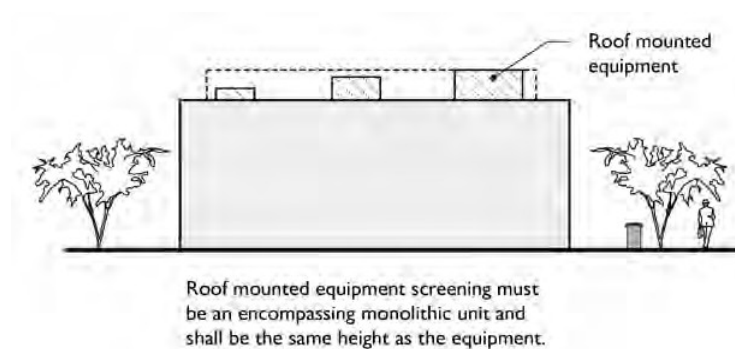 Roof mounted
equipment
Roof mounted equipment screening must
be an encompassing monolithic unit and
shall be the same height as the equipment.